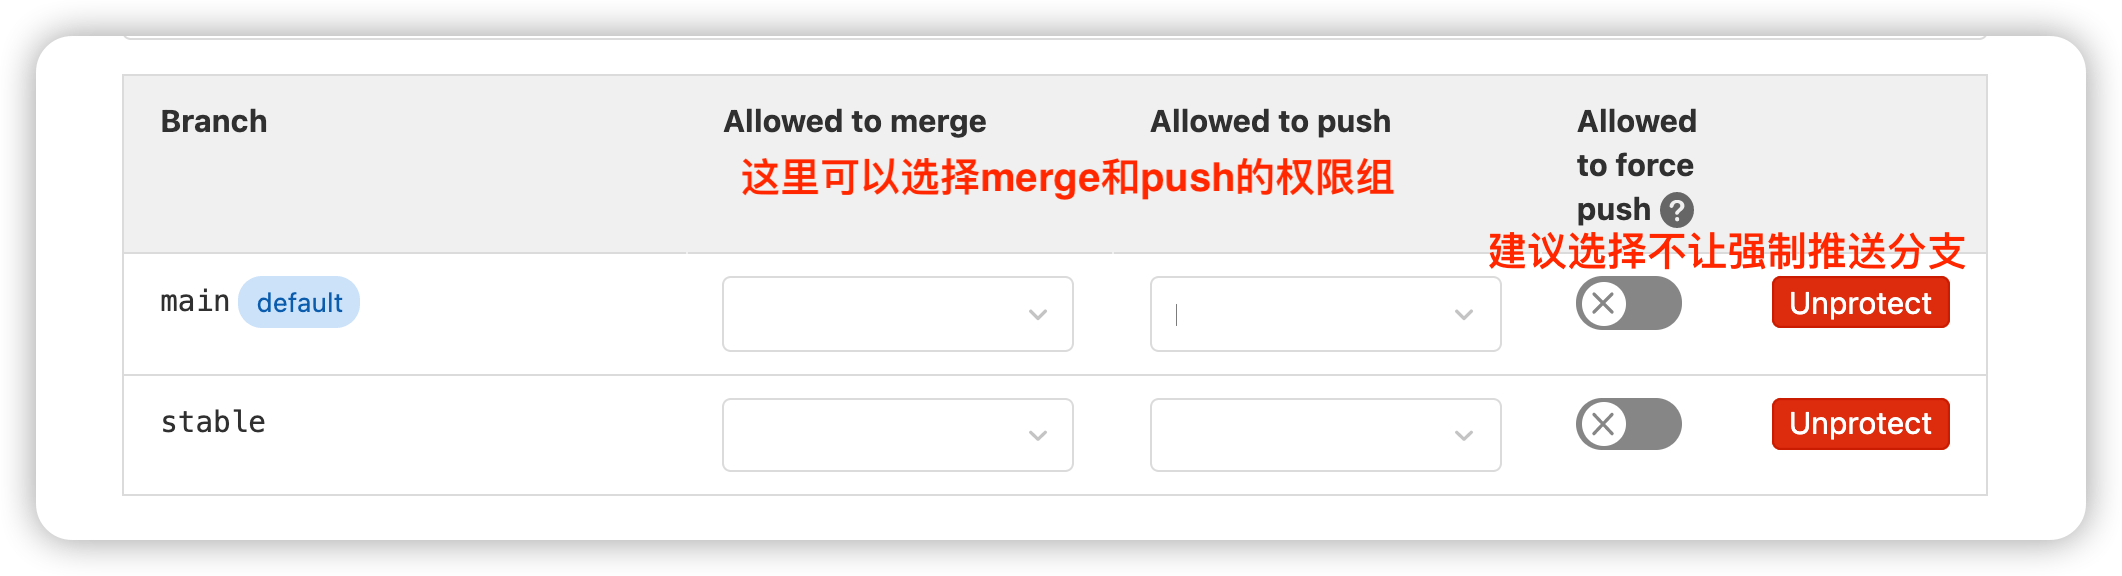 Branch
Allowed to merge
Allowed to push
Allowed
to force
push ?
这里可以选择merge和push的权限组
建议选择不让强制推送分支
main default
Unprotect
stable
Unprotect